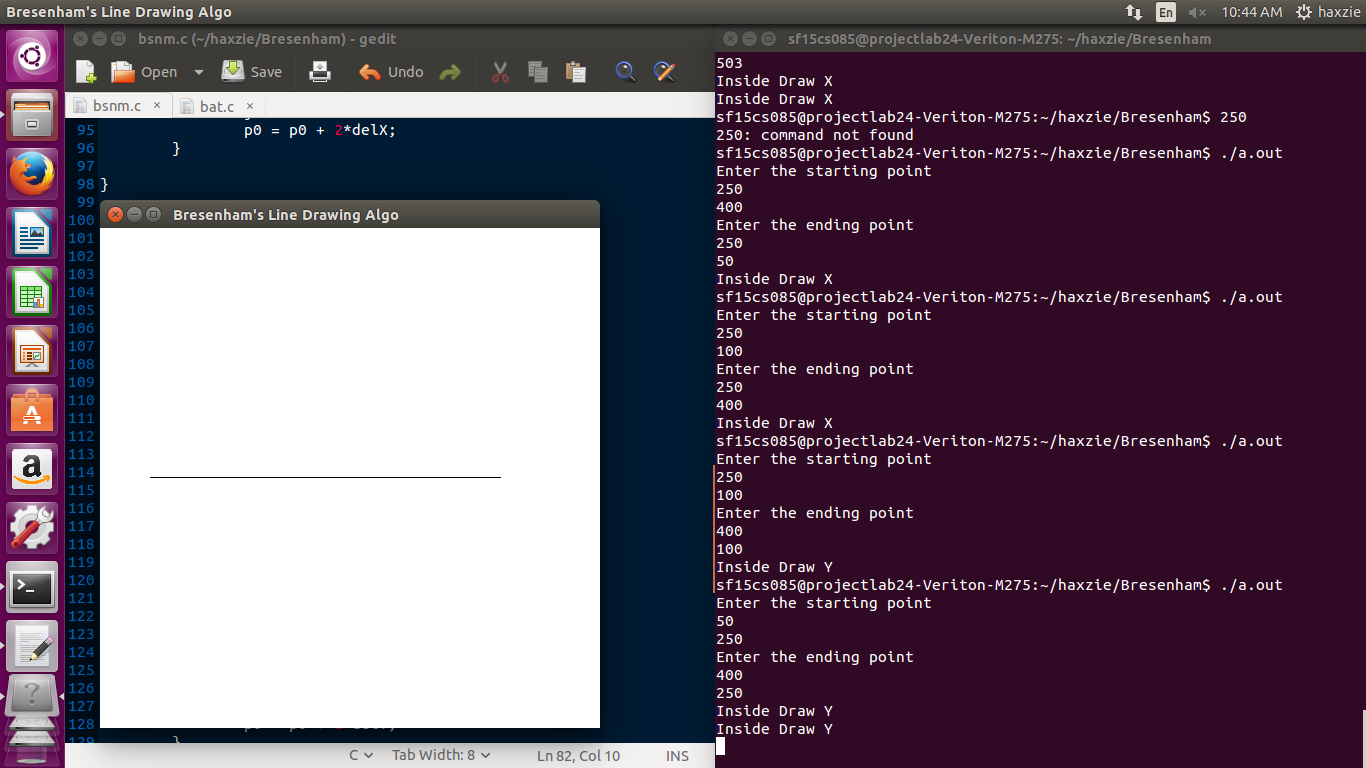 Bresenham's Line Drawing Algo
En
10:44 AM
haxzie
bsnm.c (~/haxzie/Bresenham) - gedit
Open
Save
Undo
bsnm.c ×
bat.c ×
95 p0 = p0 + 2*delX;
96 }
97
98 }
99
100
101
102
103
104
105
106
107
108
109
110
111
112
113
114
115
116
117
118
119
120
121
122
123
124
125
126
127
128
129 }
Bresenham's Line Drawing Algo
C
Tab Width: 8
Ln 82, Col 10
INS
sf15cs085@projectlab24-Veriton-M275: ~/haxzie/Bresenham
503
Inside Draw X
Inside Draw X
sf15cs085@projectlab24-Veriton-M275:~/haxzie/Bresenham$ 250
250: command not found
sf15cs085@projectlab24-Veriton-M275:~/haxzie/Bresenham$ ./a.out
Enter the starting point
250
400
Enter the ending point
250
50
Inside Draw X
sf15cs085@projectlab24-Veriton-M275:~/haxzie/Bresenham$ ./a.out
Enter the starting point
250
100
Enter the ending point
250
400
Inside Draw X
sf15cs085@projectlab24-Veriton-M275:~/haxzie/Bresenham$ ./a.out
Enter the starting point
250
100
Enter the ending point
400
100
Inside Draw Y
sf15cs085@projectlab24-Veriton-M275:~/haxzie/Bresenham$ ./a.out
Enter the starting point
50
250
Enter the ending point
400
250
Inside Draw Y
Inside Draw Y